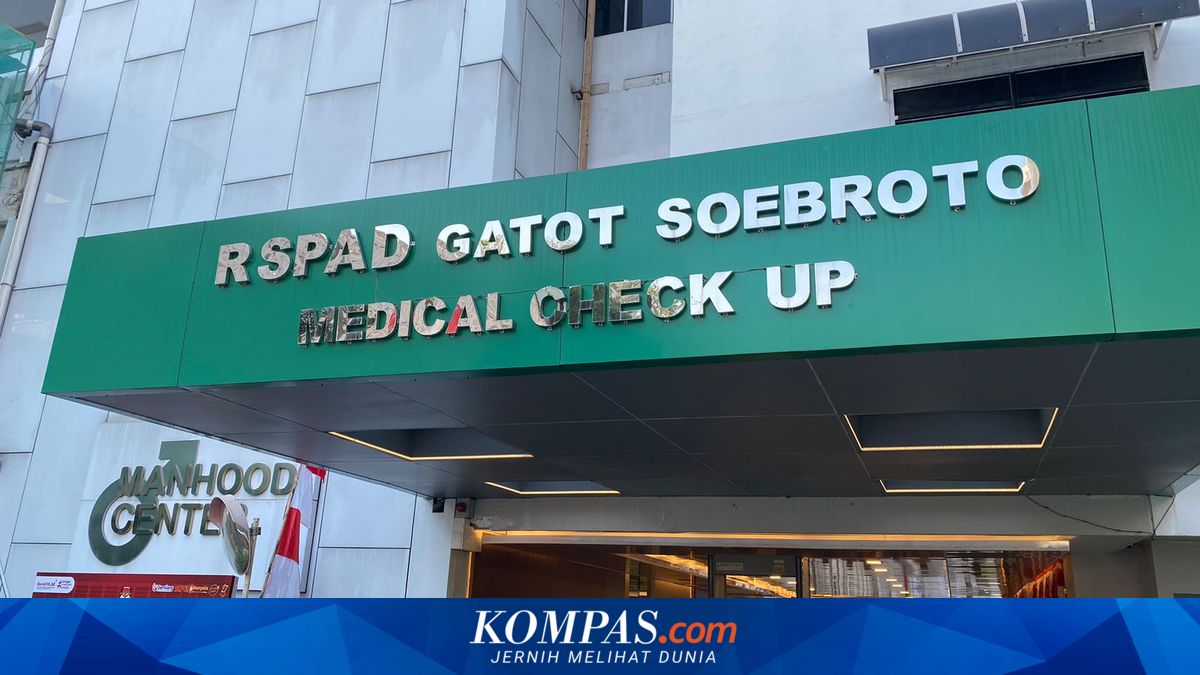 RSPAD GATOT SOEBROTO
MEDICAL CHECK UP
MANHOOD
CENTER
KOMPAS.com
JERNIH MELIHAT DUNIA